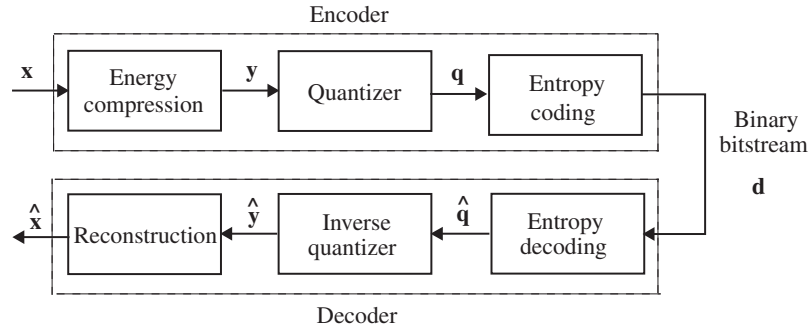 Encoder
x
Energy
compression
y
Quantizer
q
Entropy
coding
Binary
bitstream
d
x̂
Reconstruction
ŷ
Inverse
quantizer
q̂
Entropy
decoding
Decoder